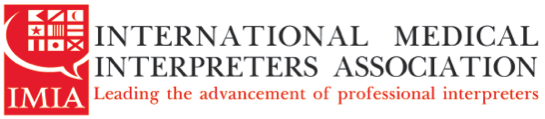 INTERNATIONAL MEDICAL
INTERPRETERS ASSOCIATION
IMIA
Leading the advancement of professional interpreters